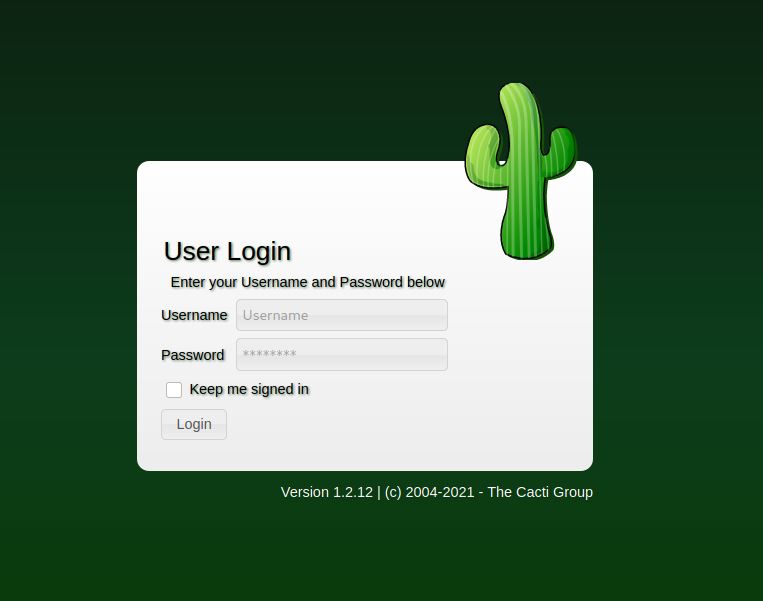 User Login
Enter your Username and Password below
Username Username
Password ********
Keep me signed in
Login
Version 1.2.12 | (c) 2004-2021 - The Cacti Group